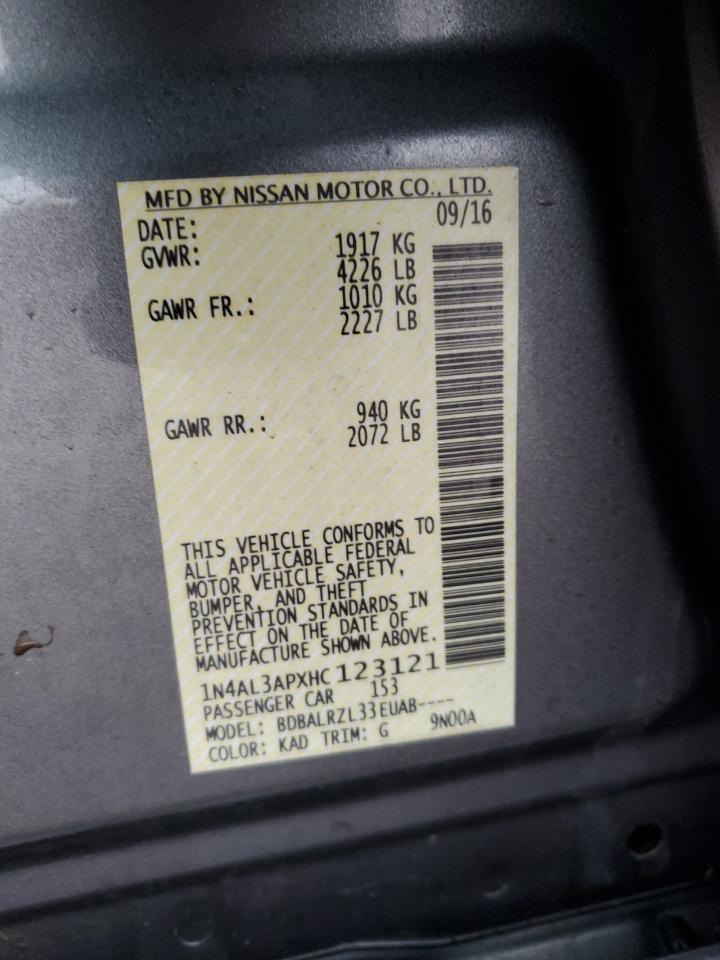 MFD BY NISSAN MOTOR CO., LTD.
DATE: 09/16
GVWR: 1917 KG
4226 LB
GAWR FR.: 1010 KG
2227 LB
GAWR RR.: 940 KG
2072 LB
THIS VEHICLE CONFORMS TO
ALL APPLICABLE FEDERAL
MOTOR VEHICLE SAFETY,
BUMPER, AND THEFT
PREVENTION STANDARDS IN
EFFECT ON THE DATE OF
MANUFACTURE SHOWN ABOVE.
1N4AL3APXHC123121
PASSENGER CAR 153
MODEL: BDBALRZL33EUAB----
COLOR: KAD TRIM: G 9N00A